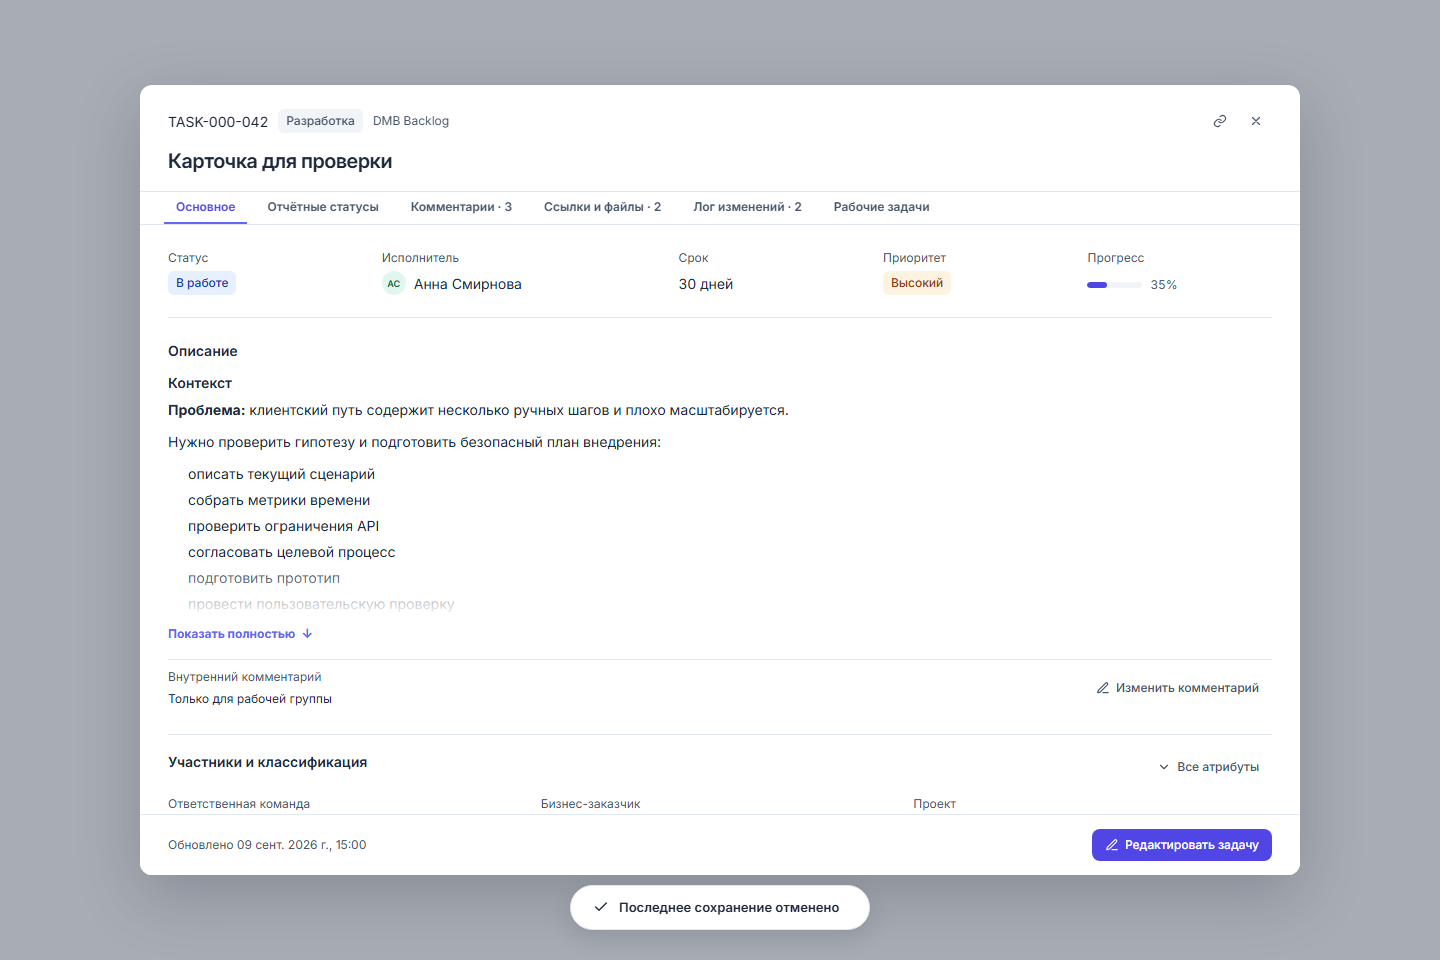 TASK-000-042 Разработка DMB Backlog
Карточка для проверки
Основное Отчётные статусы Комментарии · 3 Ссылки и файлы · 2 Лог изменений · 2 Рабочие задачи
Статус Исполнитель Срок Приоритет Прогресс
В работе АС Анна Смирнова 30 дней Высокий 35%
Описание
Контекст
Проблема: клиентский путь содержит несколько ручных шагов и плохо масштабируется.
Нужно проверить гипотезу и подготовить безопасный план внедрения:
описать текущий сценарий
собрать метрики времени
проверить ограничения API
согласовать целевой процесс
подготовить прототип
провести пользовательскую проверку
Показать полностью ↓
Внутренний комментарий
Только для рабочей группы
Изменить комментарий
Участники и классификация
Все атрибуты
Ответственная команда Бизнес-заказчик Проект
Обновлено 09 сент. 2026 г., 15:00
Редактировать задачу
Последнее сохранение отменено